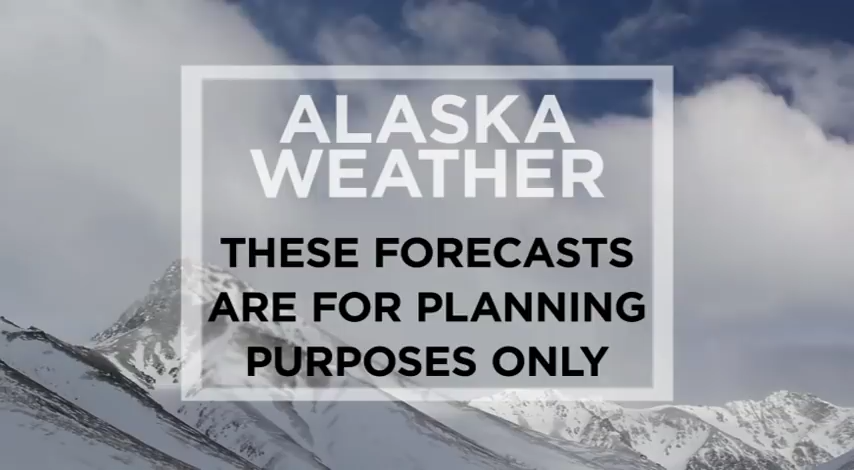 ALASKA
WEATHER
THESE FORECASTS
ARE FOR PLANNING
PURPOSES ONLY